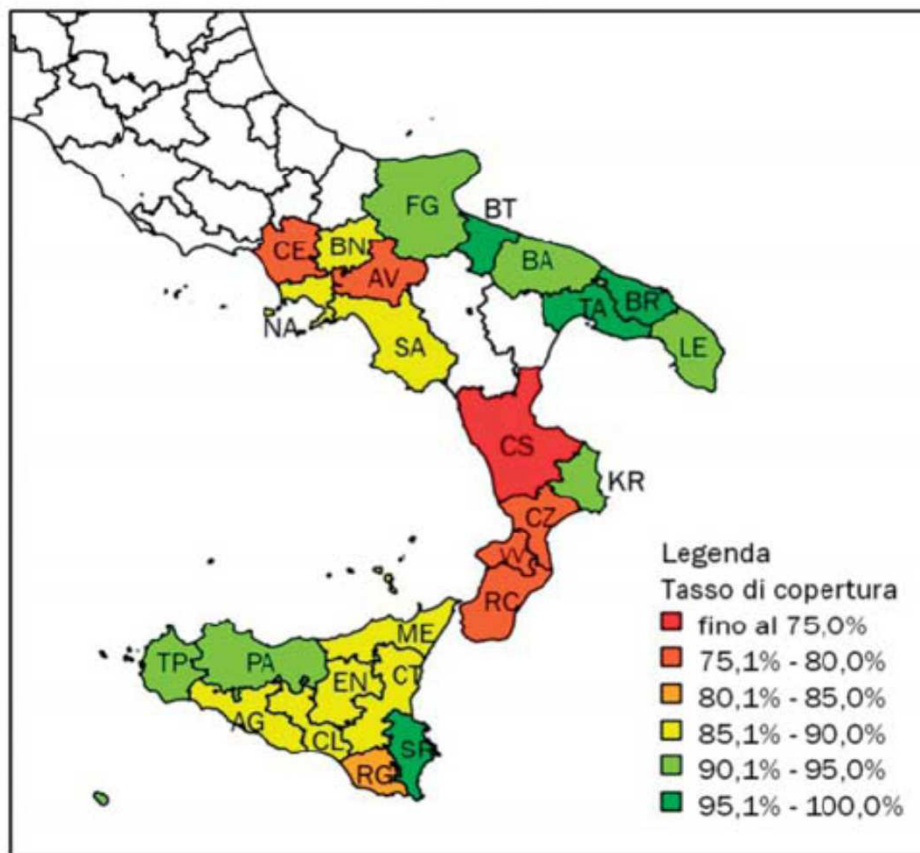 FG
BT
CE
BN
BA
AV
TA
BR
NA
SA
LE
CS
KR
CZ
VV
RC
ME
TP
PA
EN
CT
AG
CL
SR
RG
Legenda
Tasso di copertura
fino al 75,0%
75,1% - 80,0%
80,1% - 85,0%
85,1% - 90,0%
90,1% - 95,0%
95,1% - 100,0%